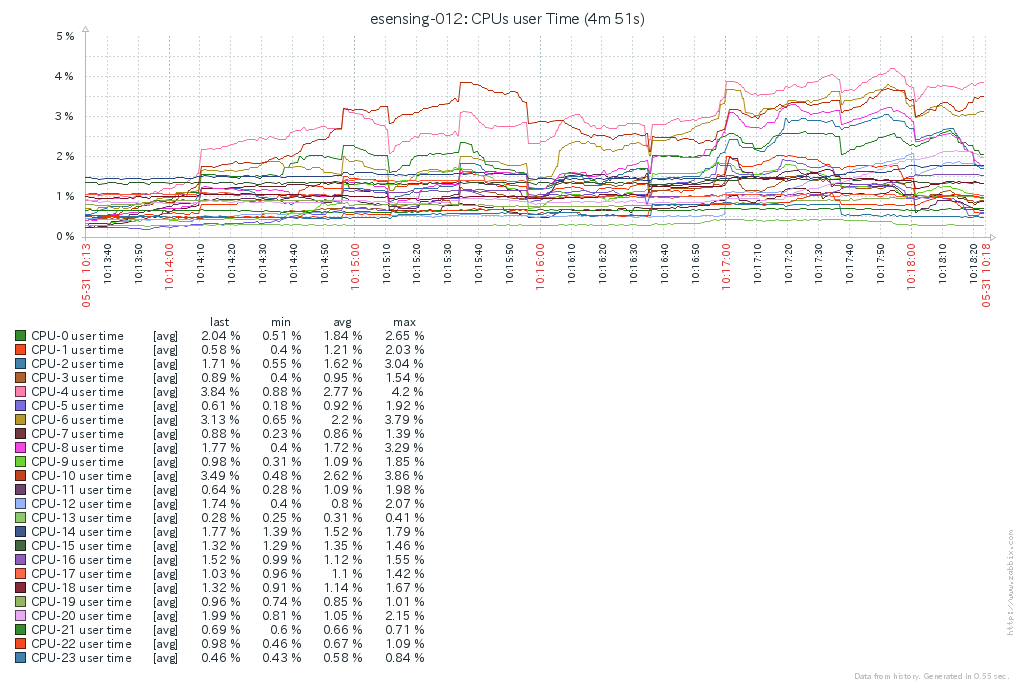 esensing-012: CPUs user Time (4m 51s)
5 %
4 %
3 %
2 %
1 %
0 %
05-31 10:13
10:13:40
10:13:50
10:14:00
10:14:10
10:14:20
10:14:30
10:14:40
10:14:50
10:15:00
10:15:10
10:15:20
10:15:30
10:15:40
10:15:50
10:16:00
10:16:10
10:16:20
10:16:30
10:16:40
10:16:50
10:17:00
10:17:10
10:17:20
10:17:30
10:17:40
10:17:50
10:18:00
10:18:10
10:18:20
05-31 10:18
last min avg max
CPU-0 user time [avg] 2.04 % 0.51 % 1.84 % 2.65 %
CPU-1 user time [avg] 0.58 % 0.4 % 1.21 % 2.03 %
CPU-2 user time [avg] 1.71 % 0.55 % 1.62 % 3.04 %
CPU-3 user time [avg] 0.89 % 0.4 % 0.95 % 1.54 %
CPU-4 user time [avg] 3.84 % 0.88 % 2.77 % 4.2 %
CPU-5 user time [avg] 0.61 % 0.18 % 0.92 % 1.92 %
CPU-6 user time [avg] 3.13 % 0.65 % 2.2 % 3.79 %
CPU-7 user time [avg] 0.88 % 0.23 % 0.86 % 1.39 %
CPU-8 user time [avg] 1.77 % 0.4 % 1.72 % 3.29 %
CPU-9 user time [avg] 0.98 % 0.31 % 1.09 % 1.85 %
CPU-10 user time [avg] 3.49 % 0.48 % 2.62 % 3.86 %
CPU-11 user time [avg] 0.64 % 0.28 % 1.09 % 1.98 %
CPU-12 user time [avg] 1.74 % 0.4 % 0.8 % 2.07 %
CPU-13 user time [avg] 0.28 % 0.25 % 0.31 % 0.41 %
CPU-14 user time [avg] 1.77 % 1.39 % 1.52 % 1.79 %
CPU-15 user time [avg] 1.32 % 1.29 % 1.35 % 1.46 %
CPU-16 user time [avg] 1.52 % 0.99 % 1.12 % 1.55 %
CPU-17 user time [avg] 1.03 % 0.96 % 1.1 % 1.42 %
CPU-18 user time [avg] 1.32 % 0.91 % 1.14 % 1.67 %
CPU-19 user time [avg] 0.96 % 0.74 % 0.85 % 1.01 %
CPU-20 user time [avg] 1.99 % 0.81 % 1.05 % 2.15 %
CPU-21 user time [avg] 0.69 % 0.6 % 0.66 % 0.71 %
CPU-22 user time [avg] 0.98 % 0.46 % 0.67 % 1.09 %
CPU-23 user time [avg] 0.46 % 0.43 % 0.58 % 0.84 %
http://www.zabbix.com
Data from history. Generated in 0.55 sec.